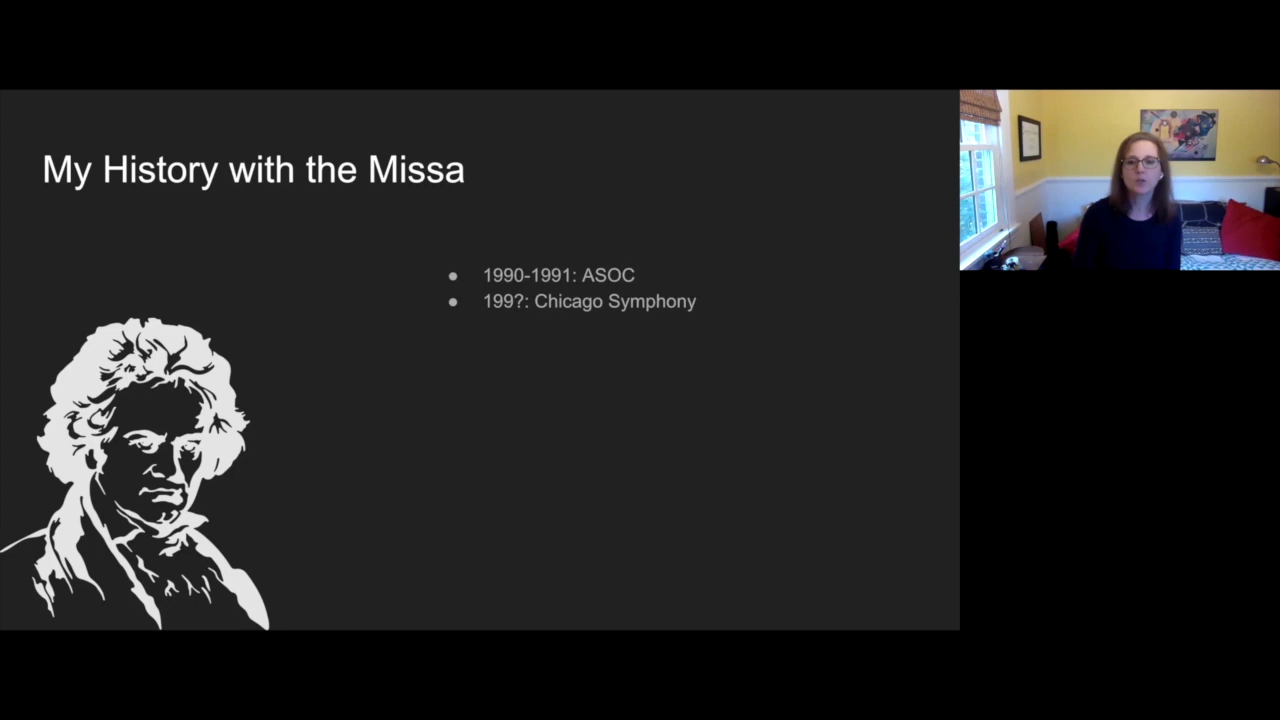 My History with the Missa
● 1990-1991: ASOC
● 199?: Chicago Symphony